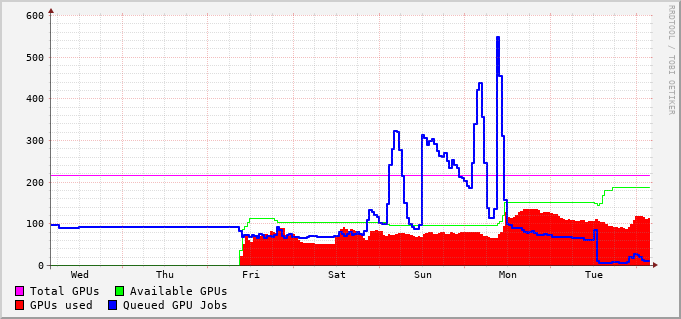 600
500
400
300
200
100
0
Wed Thu Fri Sat Sun Mon Tue
Total GPUs Available GPUs
GPUs used Queued GPU Jobs
RRDTOOL / TOBI OETIKER